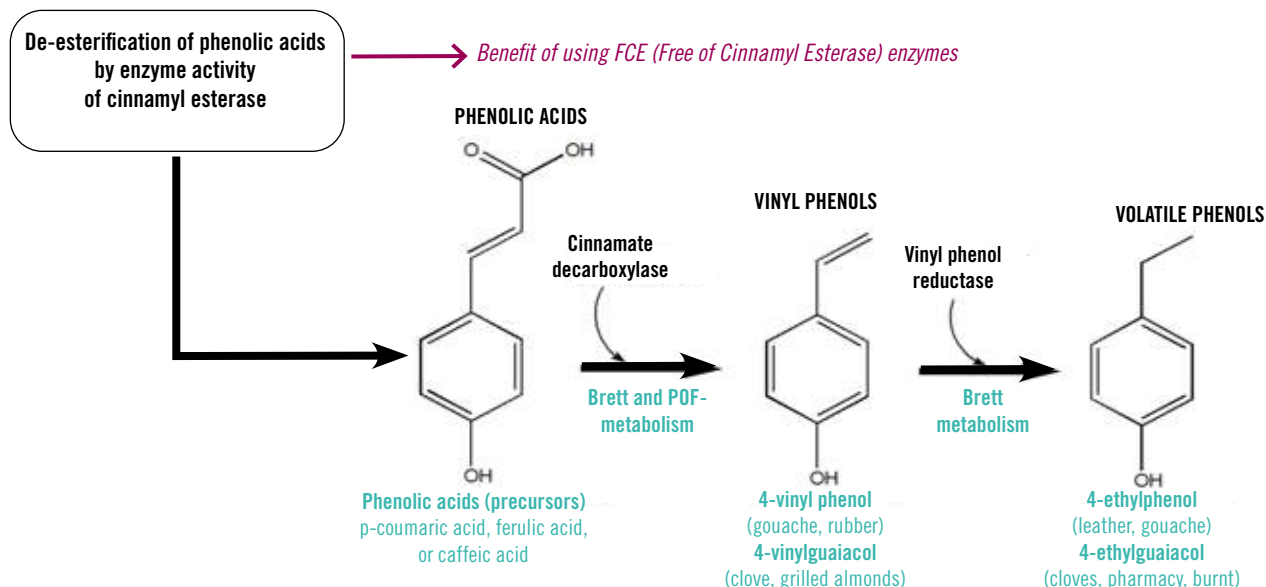 De-esterification of phenolic acids
by enzyme activity
of cinnamyl esterase
Benefit of using FCE (Free of Cinnamyl Esterase) enzymes
PHENOLIC ACIDS
O
OH
OH
Phenolic acids (precursors)
p-coumaric acid, ferulic acid,
or caffeic acid
Cinnamate
decarboxylase
Brett and POF-
metabolism
VINYL PHENOLS
OH
4-vinyl phenol
(gouache, rubber)
4-vinylguaiacol
(clove, grilled almonds)
Vinyl phenol
reductase
Brett
metabolism
VOLATILE PHENOLS
OH
4-ethylphenol
(leather, gouache)
4-ethylguaiacol
(cloves, pharmacy, burnt)